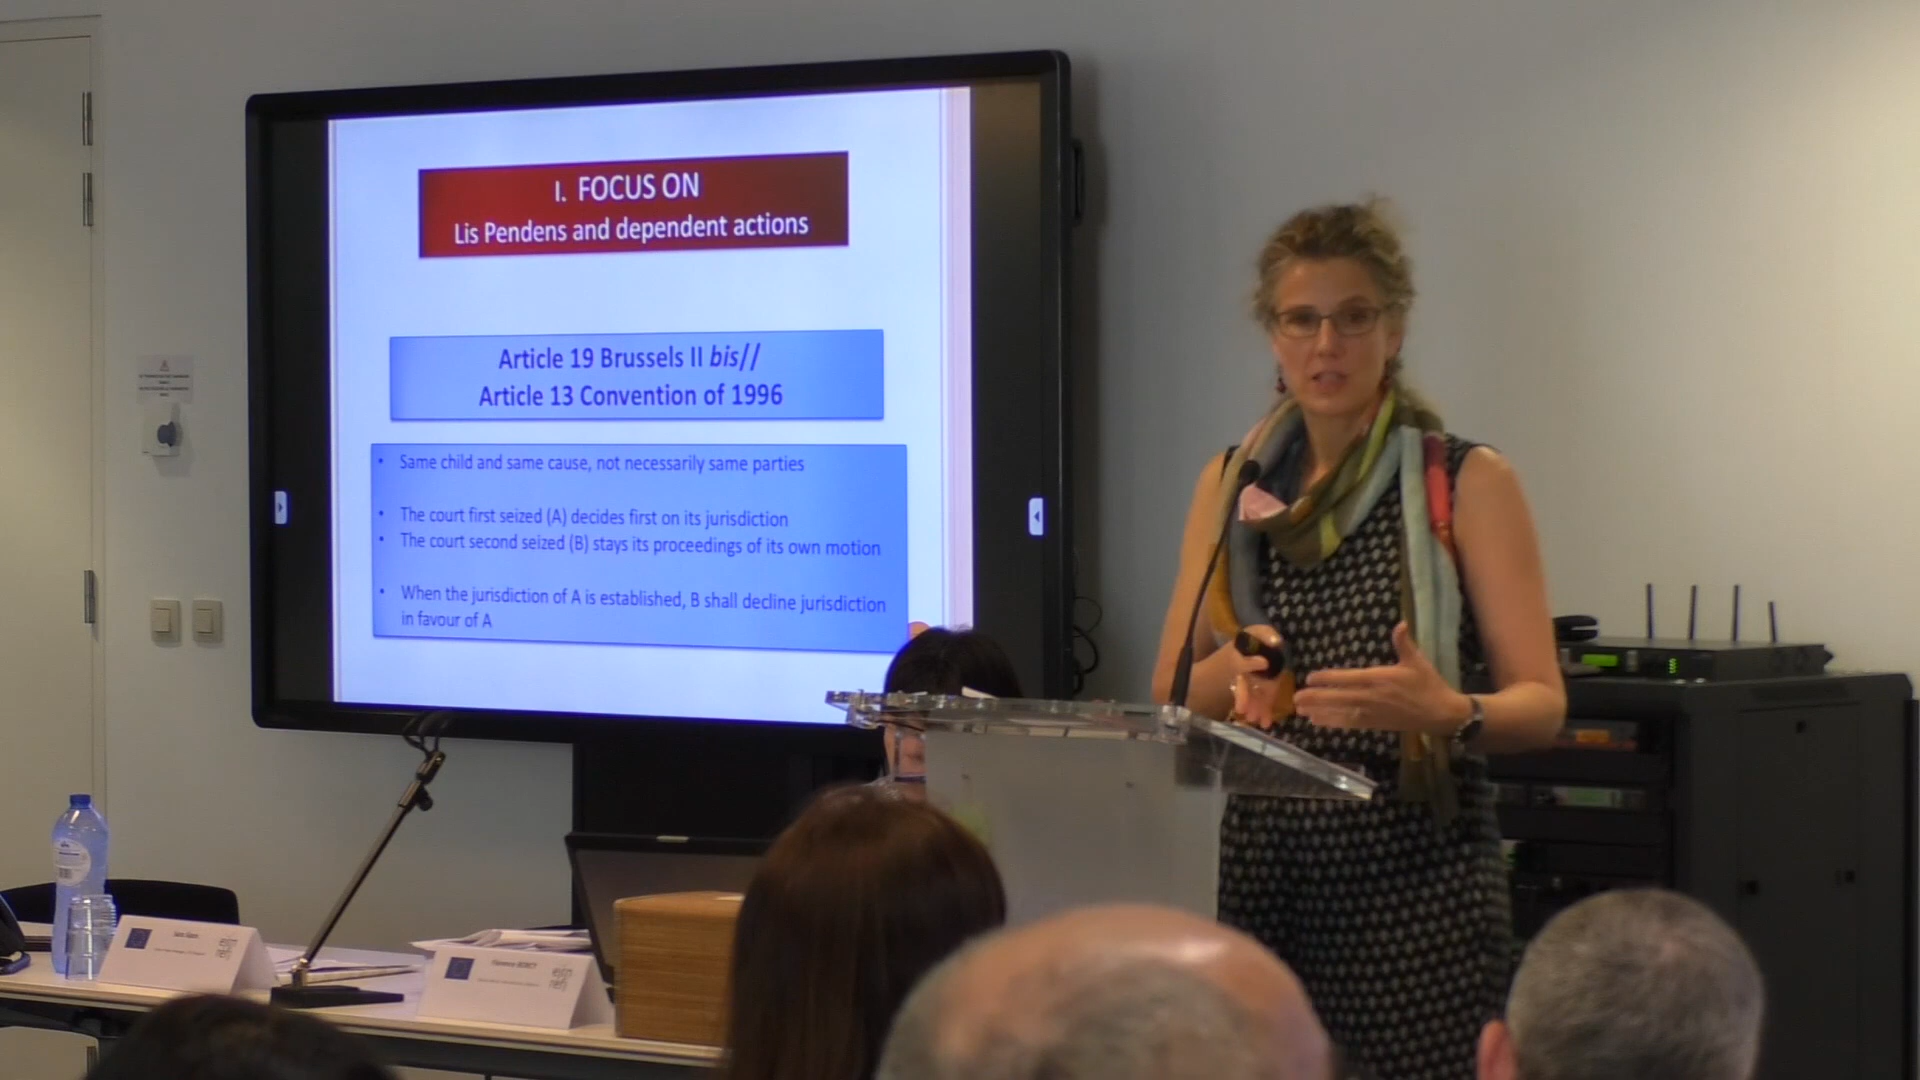 I. FOCUS ON
Lis Pendens and dependent actions
Article 19 Brussels II bis//
Article 13 Convention of 1996
• Same child and same cause, not necessarily same parties
• The court first seized (A) decides first on its jurisdiction
• The court second seized (B) stays its proceedings of its own motion
• When the jurisdiction of A is established, B shall decline jurisdiction
in favour of A